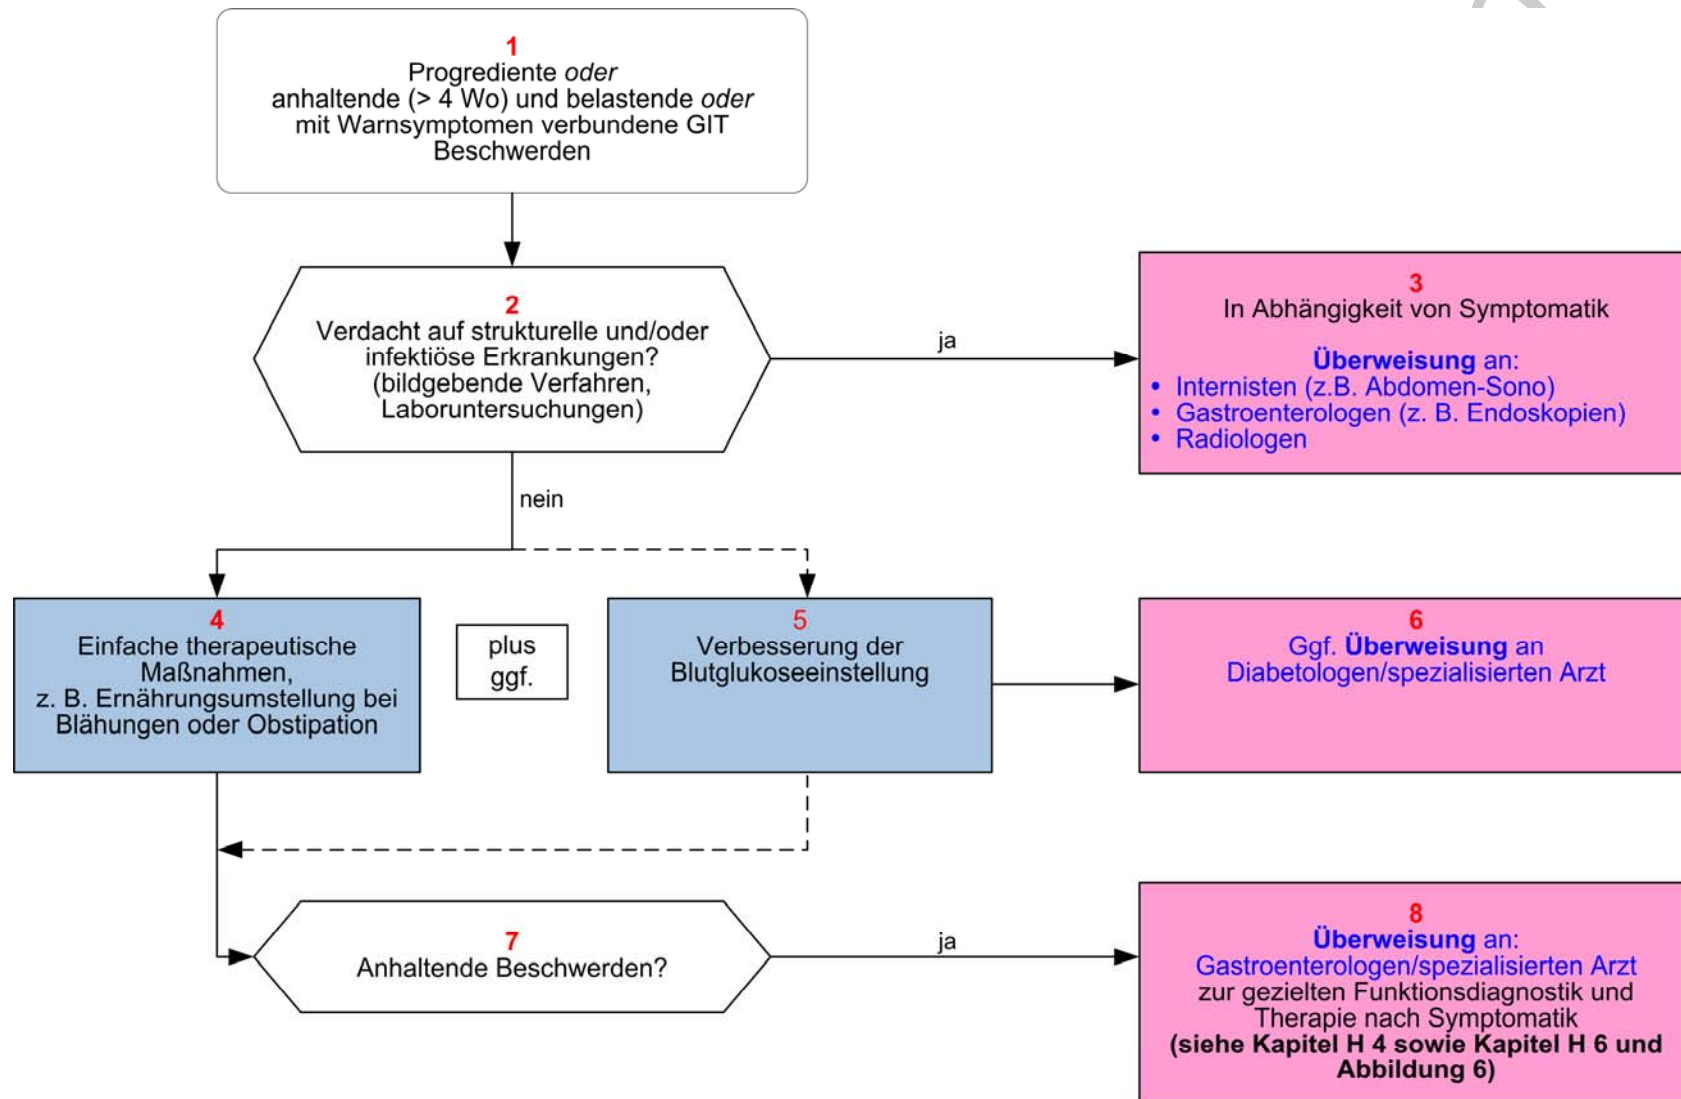 1
Progrediente oder
anhaltende (> 4 Wo) und belastende oder
mit Warnsymptomen verbundene GIT
Beschwerden
2
Verdacht auf strukturelle und/oder
infektiöse Erkrankungen?
(bildgebende Verfahren,
Laboruntersuchungen)
ja
3
In Abhängigkeit von Symptomatik
Überweisung an:
• Internisten (z.B. Abdomen-Sono)
• Gastroenterologen (z. B. Endoskopien)
• Radiologen
nein
4
Einfache therapeutische
Maßnahmen,
z. B. Ernährungsumstellung bei
Blähungen oder Obstipation
plus
ggf.
5
Verbesserung der
Blutglukoseeinstellung
6
Ggf. Überweisung an
Diabetologen/spezialisierten Arzt
7
Anhaltende Beschwerden?
ja
8
Überweisung an:
Gastroenterologen/spezialisierten Arzt
zur gezielten Funktionsdiagnostik und
Therapie nach Symptomatik
(siehe Kapitel H 4 sowie Kapitel H 6 und
Abbildung 6)